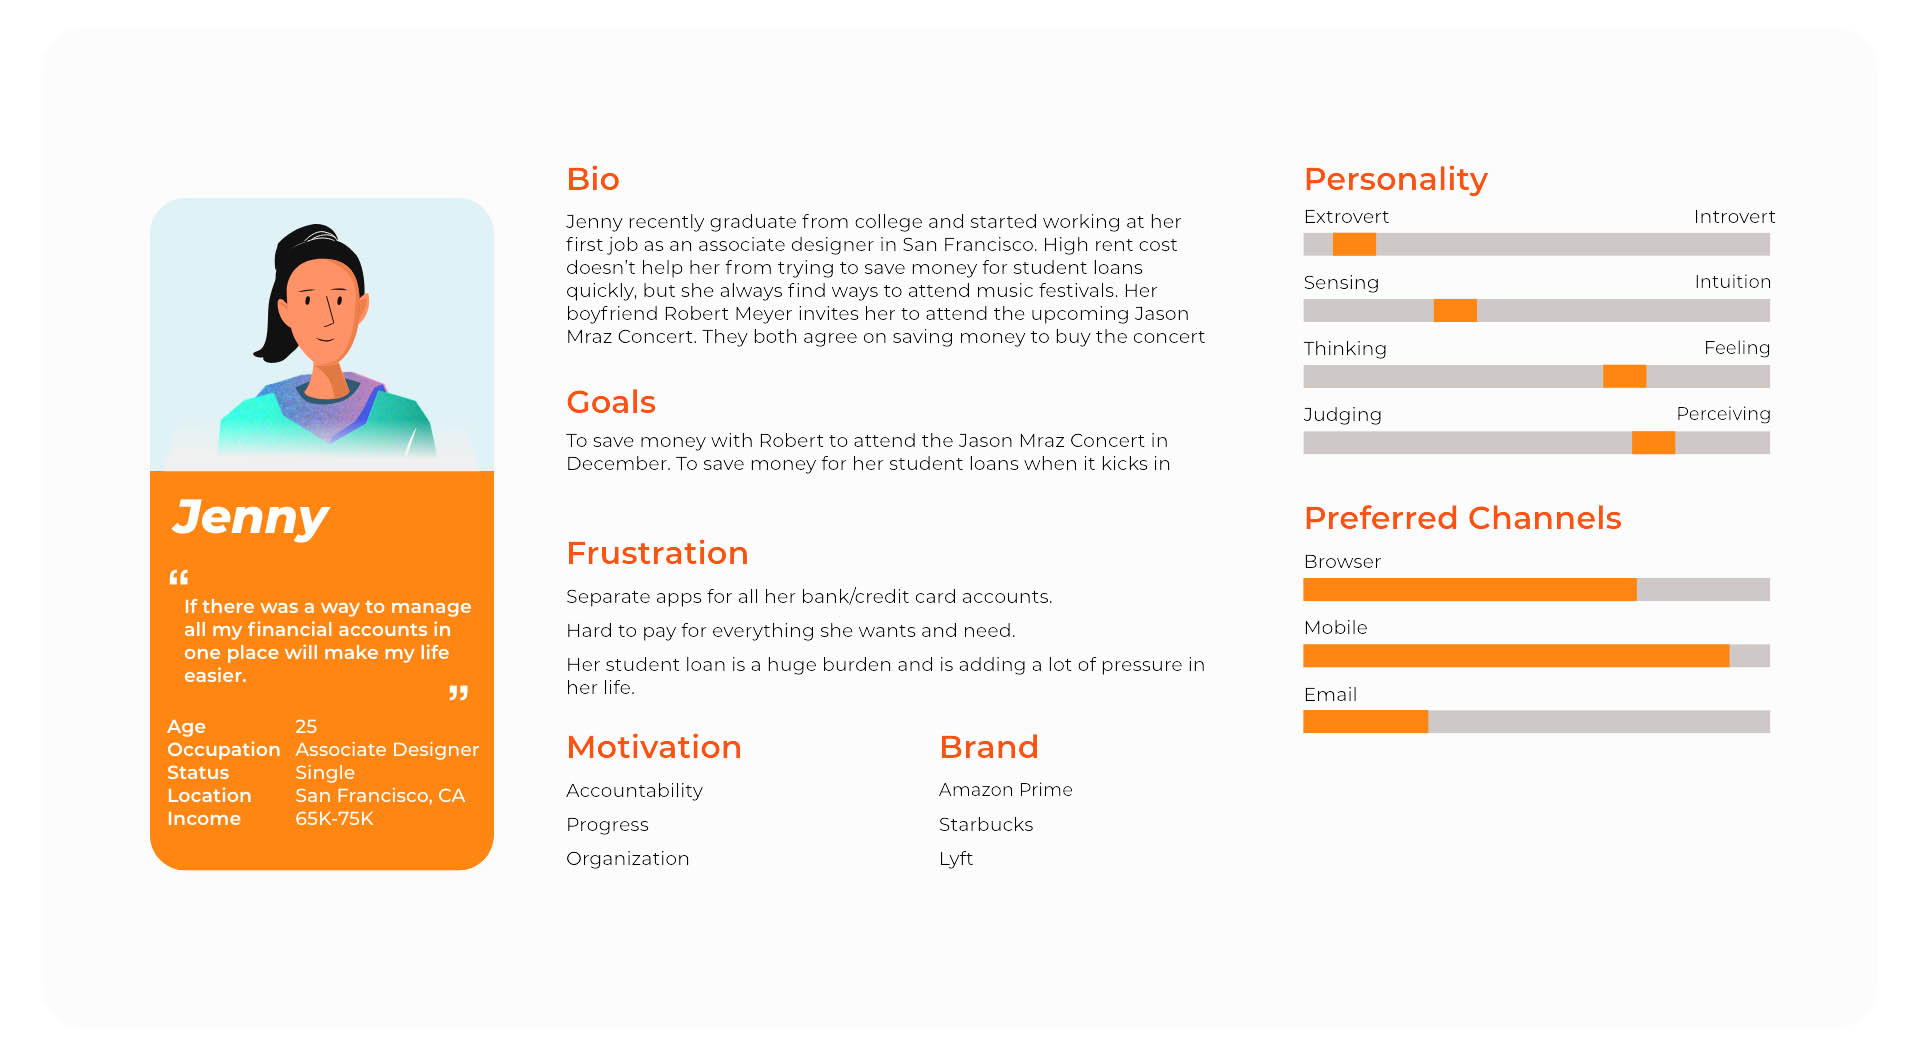 Jenny
“
If there was a way to manage
all my financial accounts in
one place will make my life
easier.
”
Age 25
Occupation Associate Designer
Status Single
Location San Francisco, CA
Income 65K-75K
Bio
Jenny recently graduate from college and started working at her
first job as an associate designer in San Francisco. High rent cost
doesn’t help her from trying to save money for student loans
quickly, but she always find ways to attend music festivals. Her
boyfriend Robert Meyer invites her to attend the upcoming Jason
Mraz Concert. They both agree on saving money to buy the concert
Goals
To save money with Robert to attend the Jason Mraz Concert in
December. To save money for her student loans when it kicks in
Frustration
Separate apps for all her bank/credit card accounts.
Hard to pay for everything she wants and need.
Her student loan is a huge burden and is adding a lot of pressure in
her life.
Motivation
Accountability
Progress
Organization
Brand
Amazon Prime
Starbucks
Lyft
Personality
Extrovert Introvert
Sensing Intuition
Thinking Feeling
Judging Perceiving
Preferred Channels
Browser
Mobile
Email